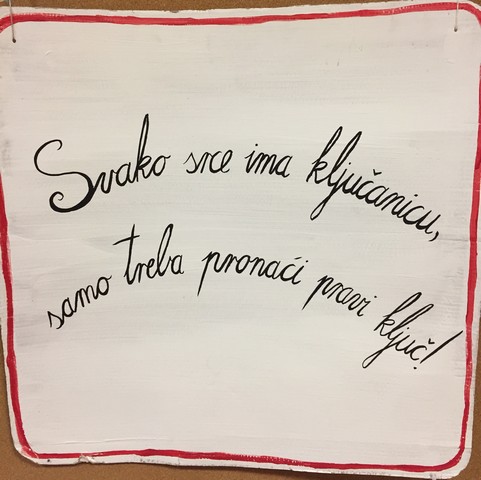 Svako srce ima ključanicu,
samo treba pronaći pravi ključ!